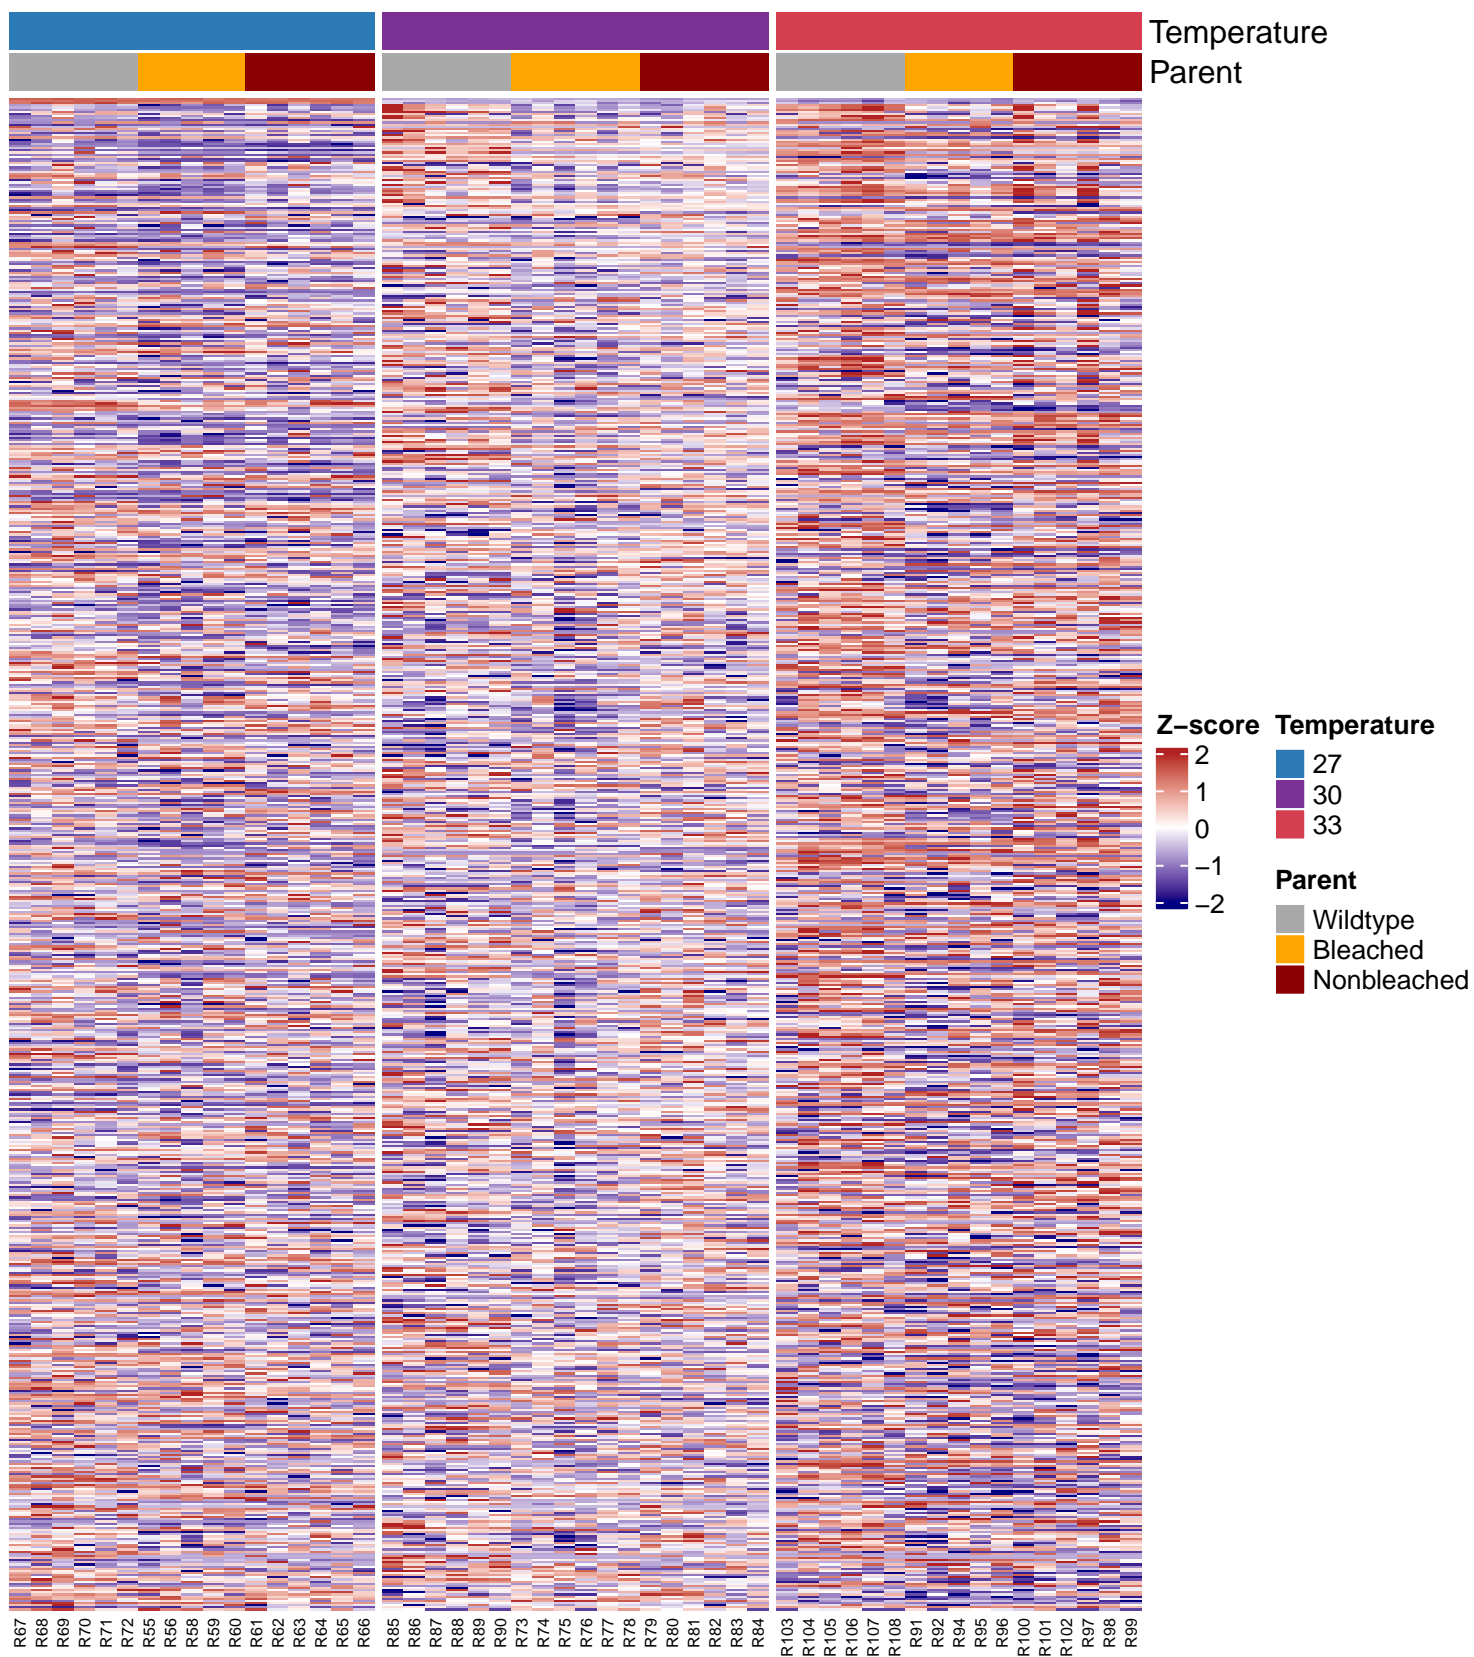 Temperature
Parent
Z−score
2
1
0
−1
−2
Temperature
27
30
33
Parent
Wildtype
Bleached
Nonbleached
R67 R68 R69 R70 R71 R72 R55 R56 R58 R59 R60 R61 R62 R63 R64 R65 R66 R85 R86 R87 R88 R89 R90 R73 R74 R75 R76 R77 R78 R79 R80 R81 R82 R83 R84 R103 R104 R105 R106 R107 R108 R91 R92 R94 R95 R96 R100 R101 R102 R97 R98 R99